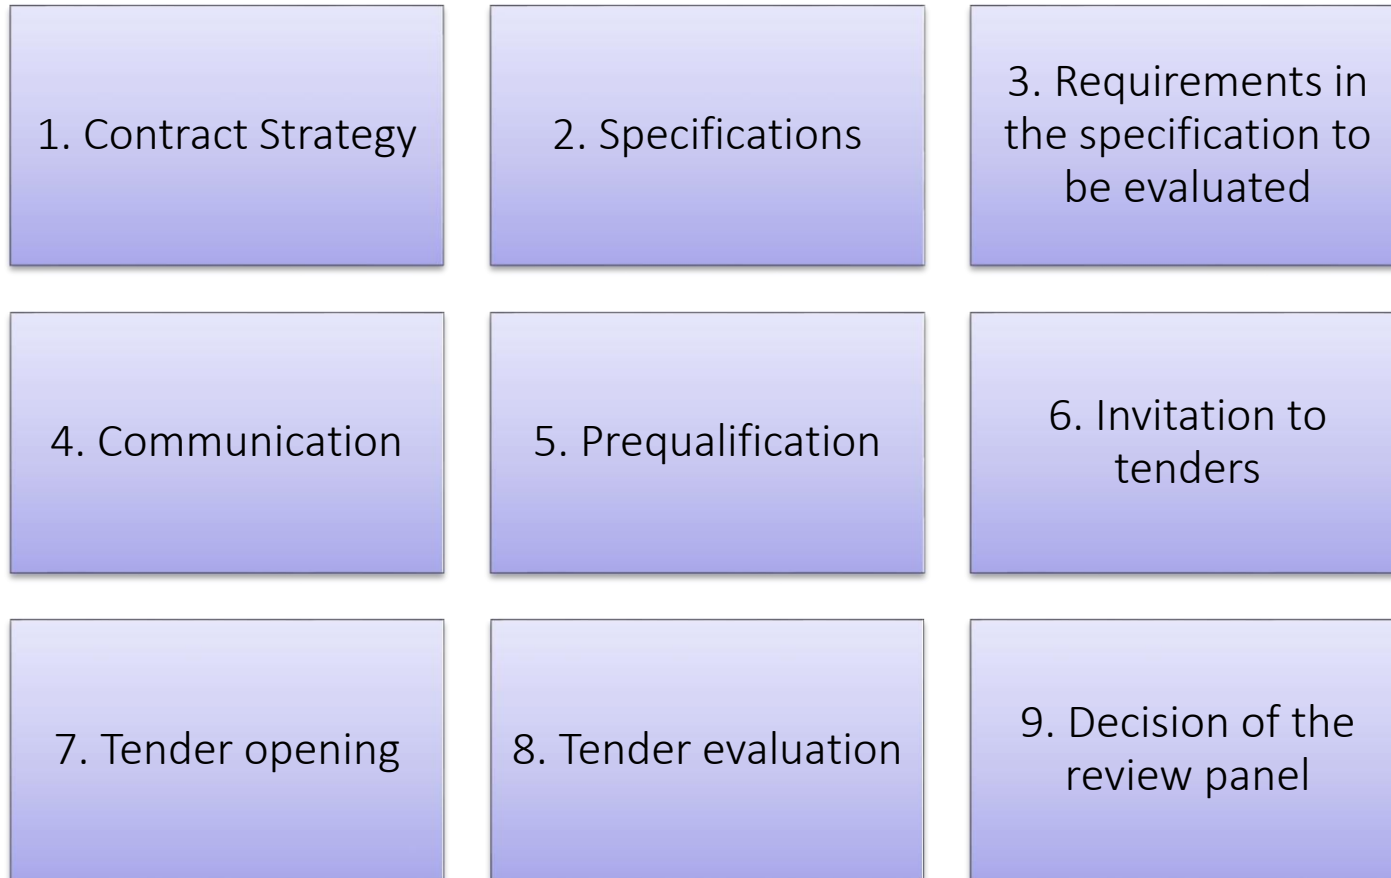 1. Contract Strategy
2. Specifications
3. Requirements in
the specification to
be evaluated
4. Communication
5. Prequalification
6. Invitation to
tenders
7. Tender opening
8. Tender evaluation
9. Decision of the
review panel